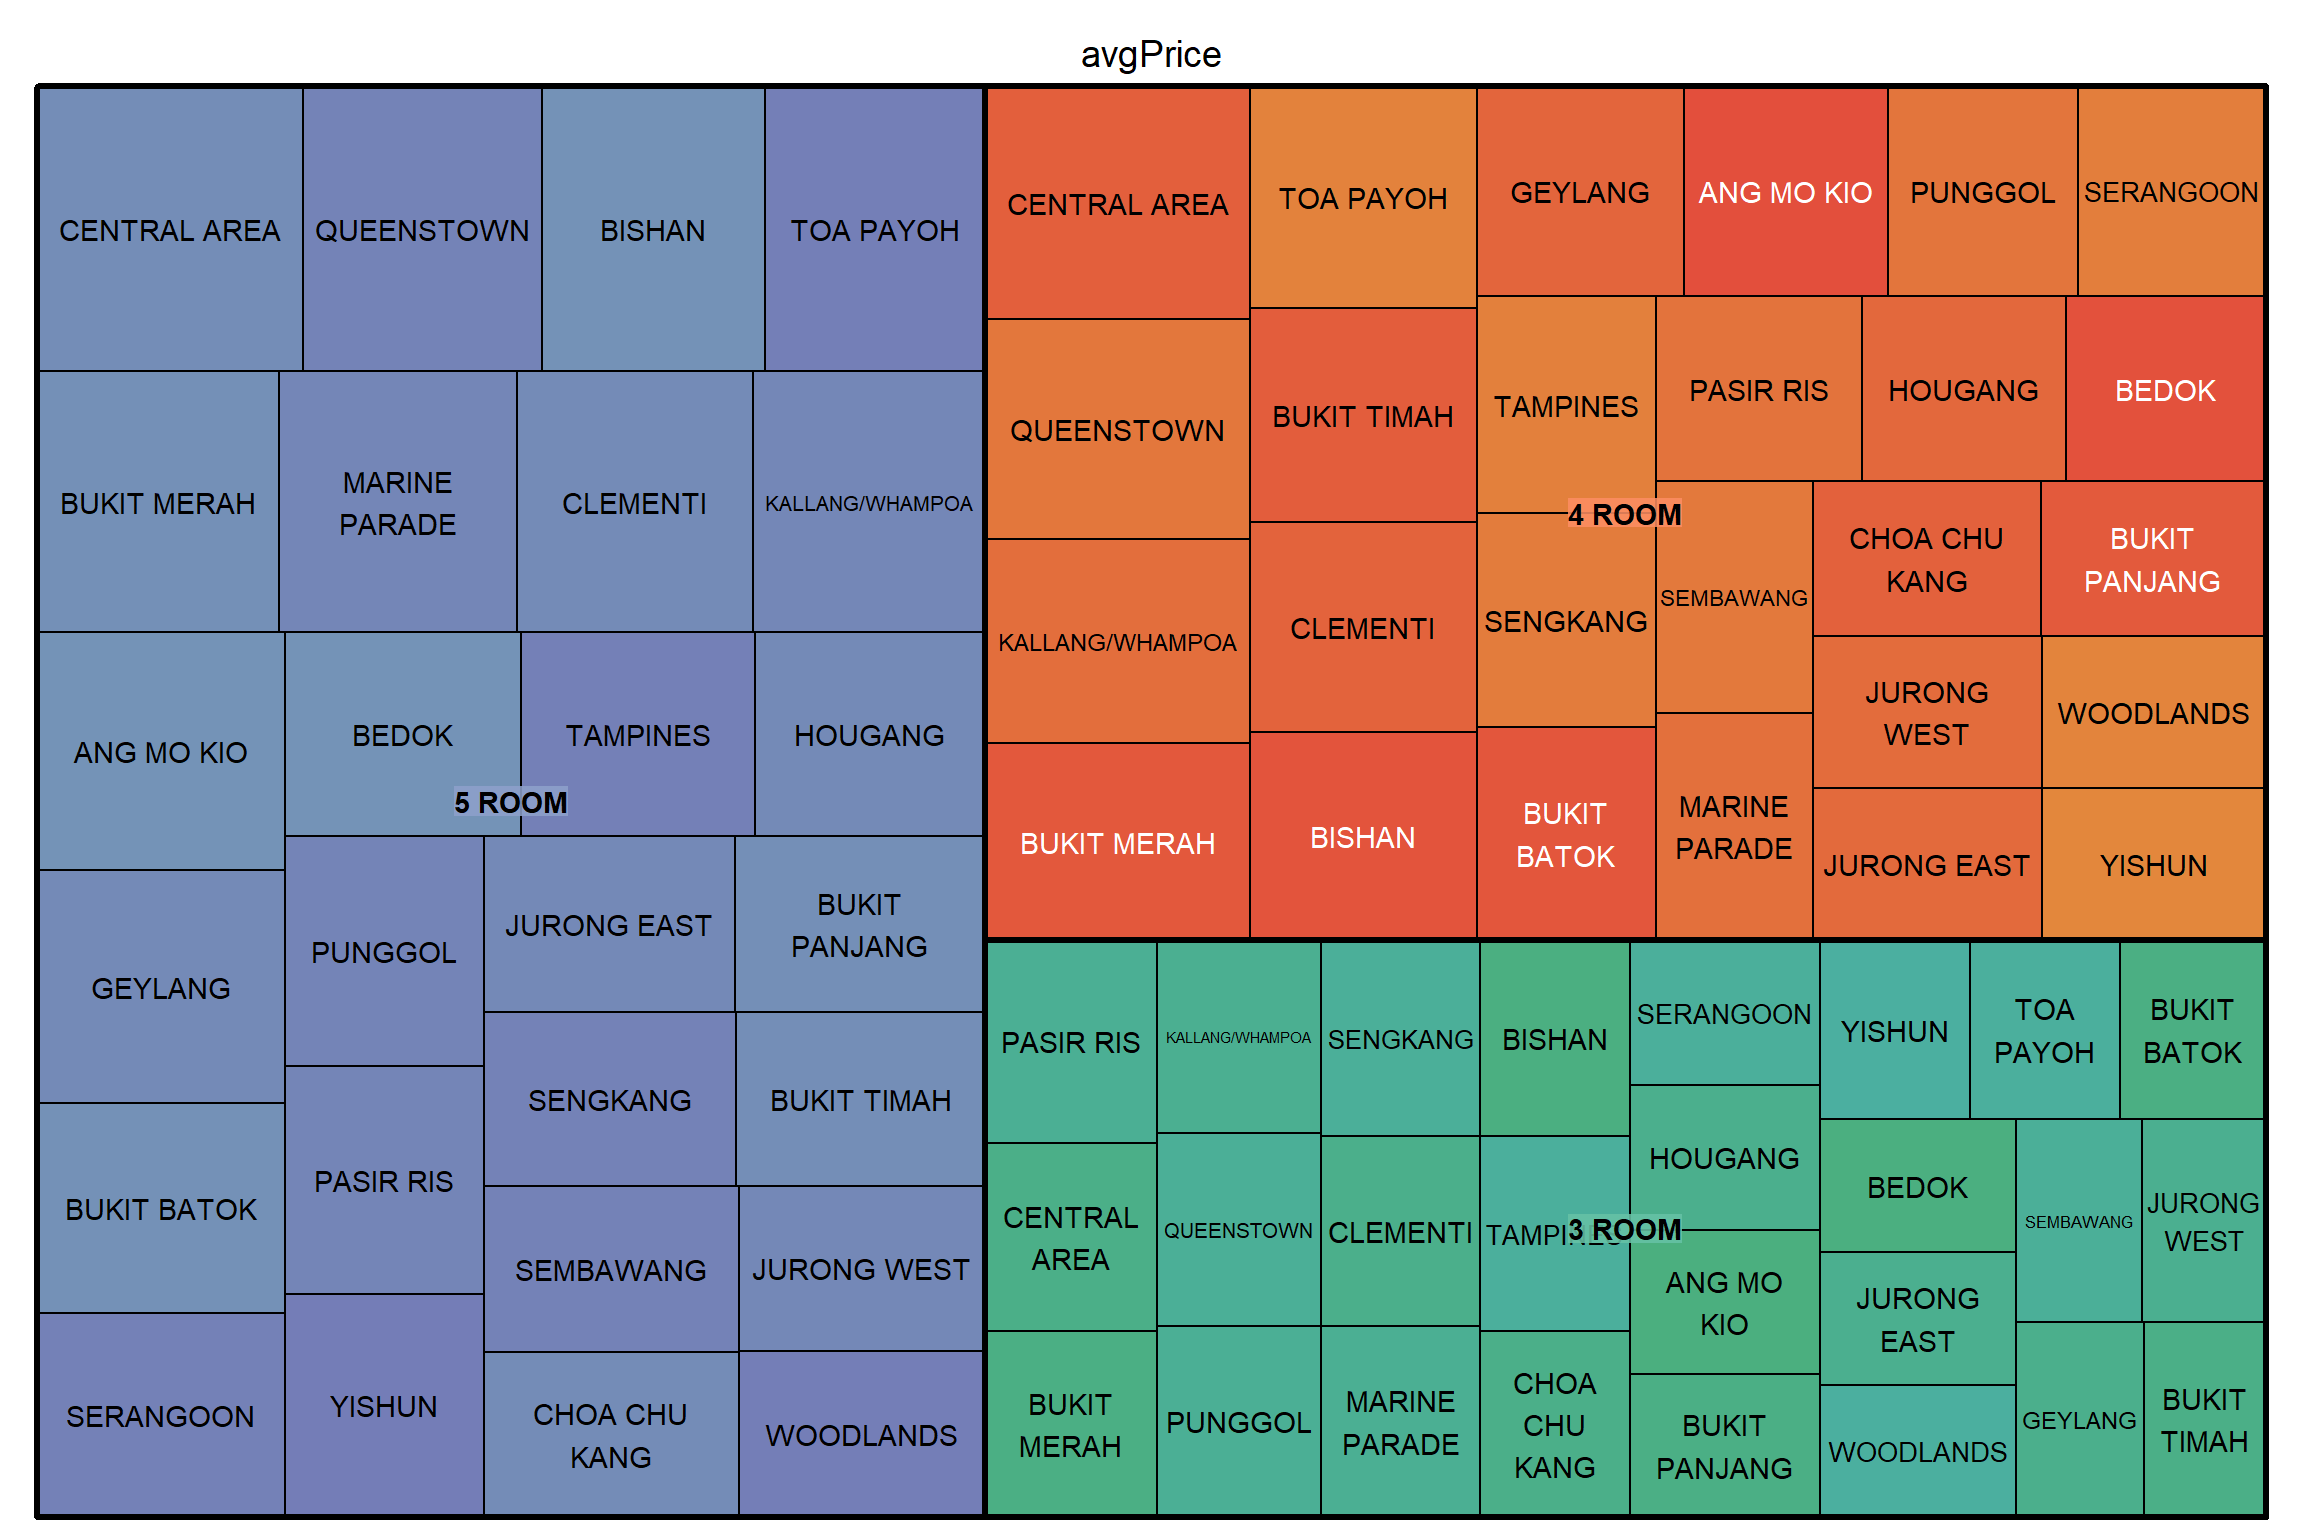 avgPrice
CENTRAL AREA
QUEENSTOWN
BISHAN
TOA PAYOH
BUKIT MERAH
MARINE
PARADE
CLEMENTI
KALLANG/WHAMPOA
ANG MO KIO
BEDOK
TAMPINES
HOUGANG
5 ROOM
GEYLANG
PUNGGOL
JURONG EAST
BUKIT
PANJANG
BUKIT BATOK
PASIR RIS
SENGKANG
BUKIT TIMAH
SERANGOON
YISHUN
SEMBAWANG
JURONG WEST
CHOA CHU
KANG
WOODLANDS
CENTRAL AREA
TOA PAYOH
GEYLANG
ANG MO KIO
PUNGGOL
SERANGOON
QUEENSTOWN
BUKIT TIMAH
TAMPINES
PASIR RIS
HOUGANG
BEDOK
4 ROOM
KALLANG/WHAMPOA
CLEMENTI
SENGKANG
SEMBAWANG
CHOA CHU
KANG
BUKIT
PANJANG
JURONG
WEST
WOODLANDS
BUKIT MERAH
BISHAN
BUKIT
BATOK
MARINE
PARADE
JURONG EAST
YISHUN
PASIR RIS
KALLANG/WHAMPOA
SENGKANG
BISHAN
SERANGOON
YISHUN
TOA
PAYOH
BUKIT
BATOK
CENTRAL
AREA
QUEENSTOWN
CLEMENTI
TAMPINES
3 ROOM
HOUGANG
BEDOK
SEMBAWANG
JURONG
WEST
ANG MO
KIO
JURONG
EAST
BUKIT
MERAH
PUNGGOL
MARINE
PARADE
CHOA
CHU
KANG
BUKIT
PANJANG
WOODLANDS
GEYLANG
BUKIT
TIMAH